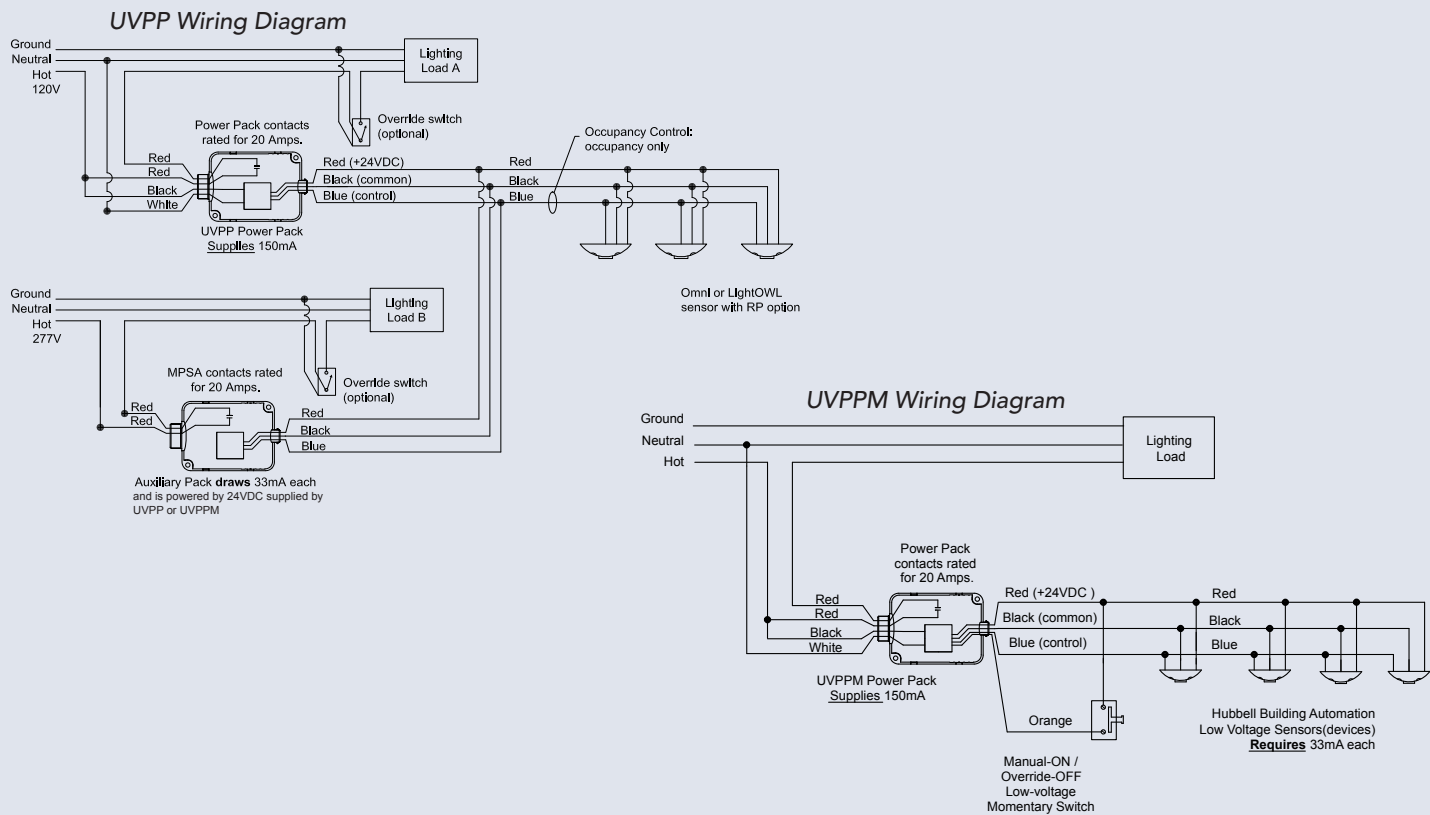 UVPP Wiring Diagram
Ground
Neutral
Hot
120V
Lighting
Load A
Override switch
(optional)
Power Pack contacts
rated for 20 Amps.
Red
Red
Black
White
Red (+24VDC)
Black (common)
Blue (control)
Red
Black
Blue
Occupancy Control:
occupancy only
UVPP Power Pack
Supplies 150mA
Omni or LightOWL
sensor with RP option
Ground
Neutral
Hot
277V
Lighting
Load B
Override switch
(optional)
MPSA contacts rated
for 20 Amps.
Red
Red
Red
Black
Blue
Auxiliary Pack draws 33mA each
and is powered by 24VDC supplied by
UVPP or UVPPM
UVPPM Wiring Diagram
Ground
Neutral
Hot
Lighting
Load
Power Pack
contacts rated
for 20 Amps.
Red
Red
Black
White
Red (+24VDC )
Black (common)
Blue (control)
Red
Black
Blue
UVPPM Power Pack
Supplies 150mA
Orange
Manual-ON /
Override-OFF
Low-voltage
Momentary Switch
Hubbell Building Automation
Low Voltage Sensors(devices)
Requires 33mA each